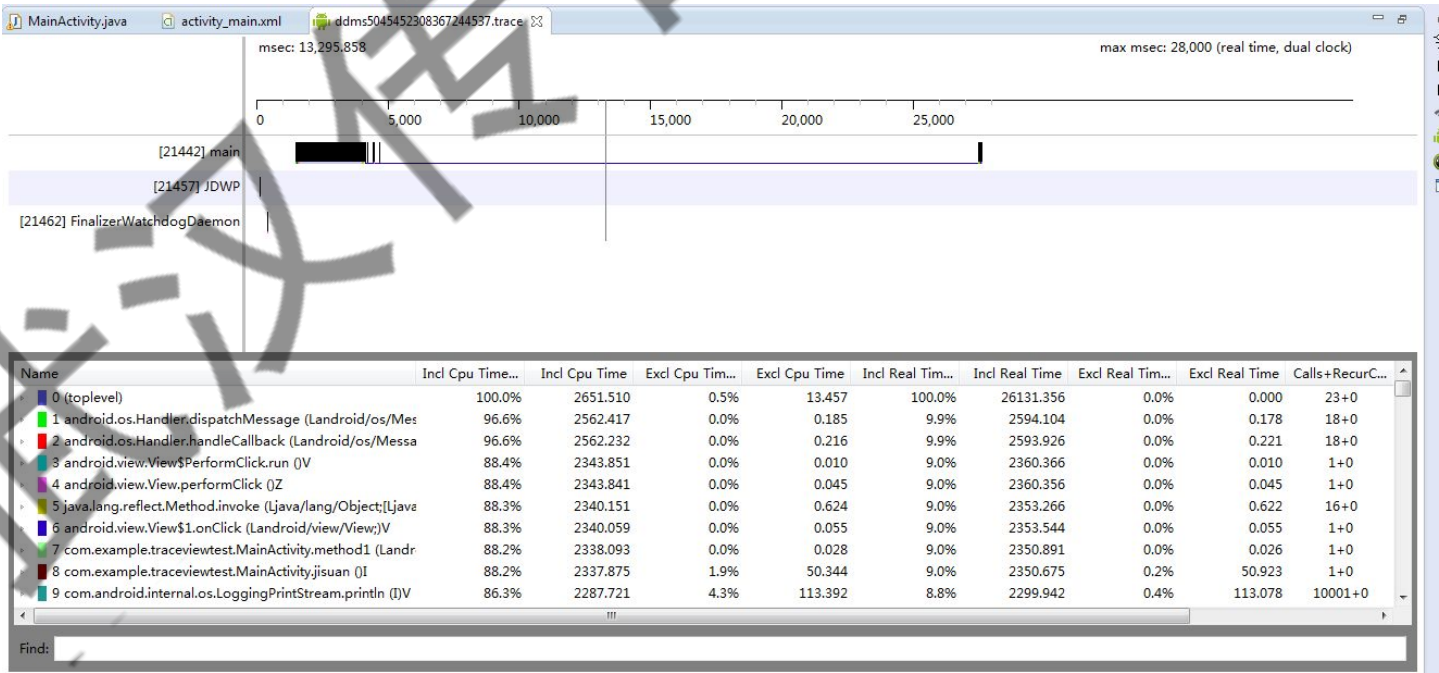 MainActivity.java activity_main.xml ddms5045452308367244537.trace
msec: 13,295.858 max msec: 28,000 (real time, dual clock)
0 5,000 10,000 15,000 20,000 25,000
[21442] main
[21457] JDWP
[21462] FinalizerWatchdogDaemon
Name Incl Cpu Time... Incl Cpu Time Excl Cpu Tim... Excl Cpu Time Incl Real Tim... Incl Real Time Excl Real Tim... Excl Real Time Calls+RecurC...
0 (toplevel) 100.0% 2651.510 0.5% 13.457 100.0% 26131.356 0.0% 0.000 23+0
1 android.os.Handler.dispatchMessage (Landroid/os/Mes 96.6% 2562.417 0.0% 0.185 9.9% 2594.104 0.0% 0.178 18+0
2 android.os.Handler.handleCallback (Landroid/os/Messa 96.6% 2562.232 0.0% 0.216 9.9% 2593.926 0.0% 0.221 18+0
3 android.view.View$PerformClick.run ()V 88.4% 2343.851 0.0% 0.010 9.0% 2360.366 0.0% 0.010 1+0
4 android.view.View.performClick ()Z 88.4% 2343.841 0.0% 0.045 9.0% 2360.356 0.0% 0.045 1+0
5 java.lang.reflect.Method.invoke (Ljava/lang/Object;[Ljava 88.3% 2340.151 0.0% 0.624 9.0% 2353.266 0.0% 0.622 16+0
6 android.view.View$1.onClick (Landroid/view/View;)V 88.3% 2340.059 0.0% 0.055 9.0% 2353.544 0.0% 0.055 1+0
7 com.example.traceviewtest.MainActivity.method1 (Landr 88.2% 2338.093 0.0% 0.028 9.0% 2350.891 0.0% 0.026 1+0
8 com.example.traceviewtest.MainActivity.jisuan ()I 88.2% 2337.875 1.9% 50.344 9.0% 2350.675 0.2% 50.923 1+0
9 com.android.internal.os.LoggingPrintStream.println (I)V 86.3% 2287.721 4.3% 113.392 8.8% 2299.942 0.4% 113.078 10001+0
Find: